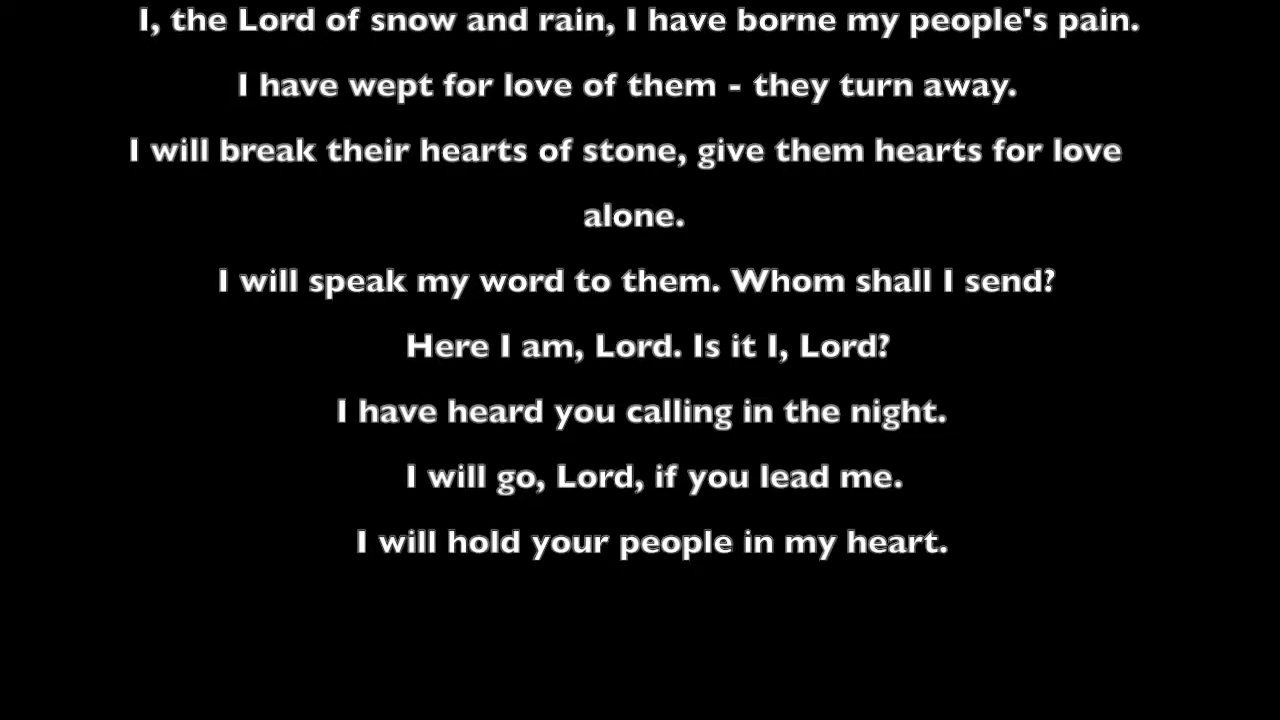 I, the Lord of snow and rain, I have borne my people's pain.
I have wept for love of them - they turn away.
I will break their hearts of stone, give them hearts for love
alone.
I will speak my word to them. Whom shall I send?
Here I am, Lord. Is it I, Lord?
I have heard you calling in the night.
I will go, Lord, if you lead me.
I will hold your people in my heart.